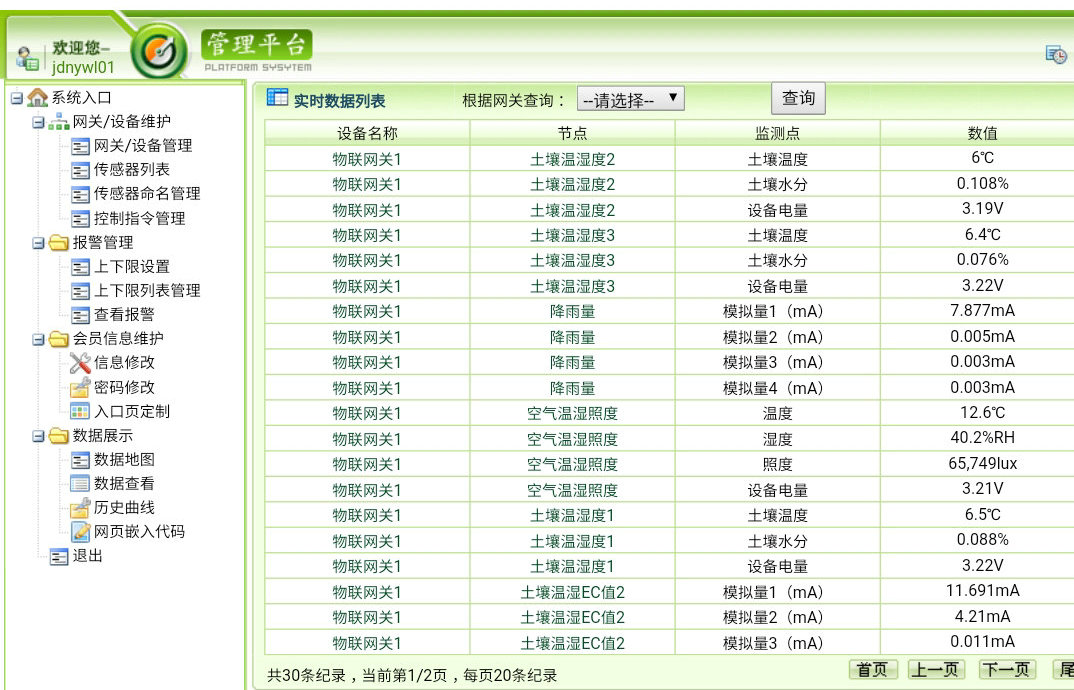 欢迎您–
jdnywl01
管理平台
PLATFORM SYSYTEM
系统入口
网关/设备维护
网关/设备管理
传感器列表
传感器命名管理
控制指令管理
报警管理
上下限设置
上下限列表管理
查看报警
会员信息维护
信息修改
密码修改
入口页定制
数据展示
数据地图
数据查看
历史曲线
网页嵌入代码
退出
实时数据列表 根据网关查询： --请选择-- 查询
设备名称 节点 监测点 数值
物联网关1 土壤温湿度2 土壤温度 6℃
物联网关1 土壤温湿度2 土壤水分 0.108%
物联网关1 土壤温湿度2 设备电量 3.19V
物联网关1 土壤温湿度3 土壤温度 6.4℃
物联网关1 土壤温湿度3 土壤水分 0.076%
物联网关1 土壤温湿度3 设备电量 3.22V
物联网关1 降雨量 模拟量1（mA） 7.877mA
物联网关1 降雨量 模拟量2（mA） 0.005mA
物联网关1 降雨量 模拟量3（mA） 0.003mA
物联网关1 降雨量 模拟量4（mA） 0.003mA
物联网关1 空气温湿照度 温度 12.6℃
物联网关1 空气温湿照度 湿度 40.2%RH
物联网关1 空气温湿照度 照度 65,749lux
物联网关1 空气温湿照度 设备电量 3.21V
物联网关1 土壤温湿度1 土壤温度 6.5℃
物联网关1 土壤温湿度1 土壤水分 0.088%
物联网关1 土壤温湿度1 设备电量 3.22V
物联网关1 土壤温湿EC值2 模拟量1（mA） 11.691mA
物联网关1 土壤温湿EC值2 模拟量2（mA） 4.21mA
物联网关1 土壤温湿EC值2 模拟量3（mA） 0.011mA
共30条纪录，当前第1/2页，每页20条纪录 首页 上一页 下一页 尾